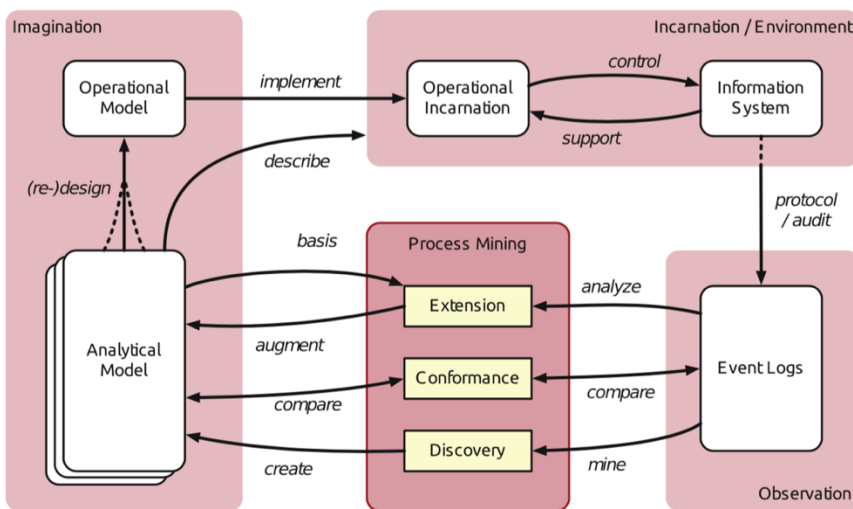 Imagination
Incarnation / Environment
Operational
Model
implement
Operational
Incarnation
control
Information
System
support
describe
(re-)design
protocol
/ audit
basis
Process Mining
analyze
Extension
augment
Analytical
Model
Conformance
compare
compare
Event Logs
Discovery
create
mine
Observation